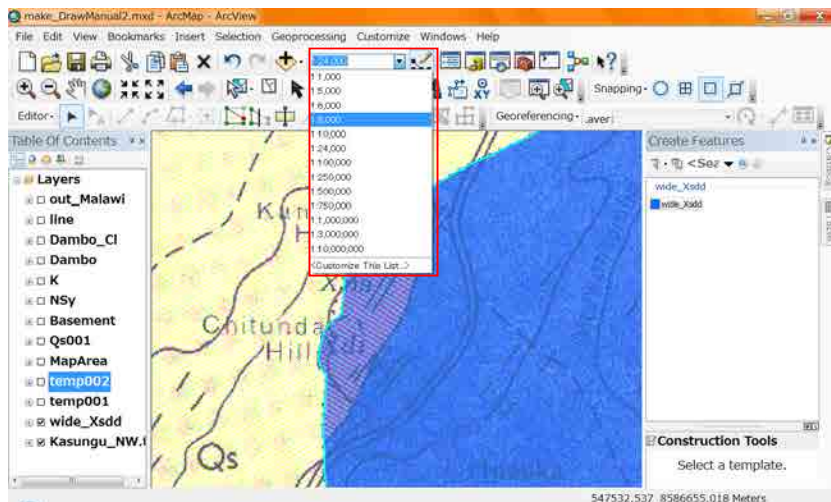 make_DrawManual2.mxd - ArcMap - ArcView
File Edit View Bookmarks Insert Selection Geoprocessing Customize Windows Help
1:24,000
1:1,000
1:5,000
1:6,000
1:8,000
1:10,000
1:24,000
1:100,000
1:250,000
1:500,000
1:750,000
1:1,000,000
1:3,000,000
1:10,000,000
<Customize This List...>
Snapping
Editor
Georeferencing
Table Of Contents
Layers
out_Malawi
line
Dambo_Cl
Dambo
K
NSy
Basement
Qs001
MapArea
temp002
temp001
wide_Xsdd
Kasungu_NW.t
Chitunda
Hill
Qs
Create Features
wide_Xsdd
wide_Xsdd
Construction Tools
Select a template.
547532.537 8586655.018 Meters